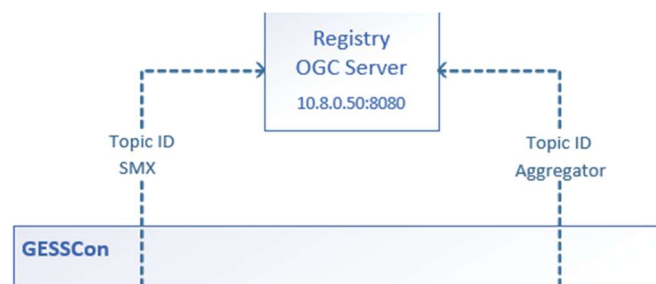 Registry
OGC Server
10.8.0.50:8080
Topic ID
SMX
Topic ID
Aggregator
GESSCon